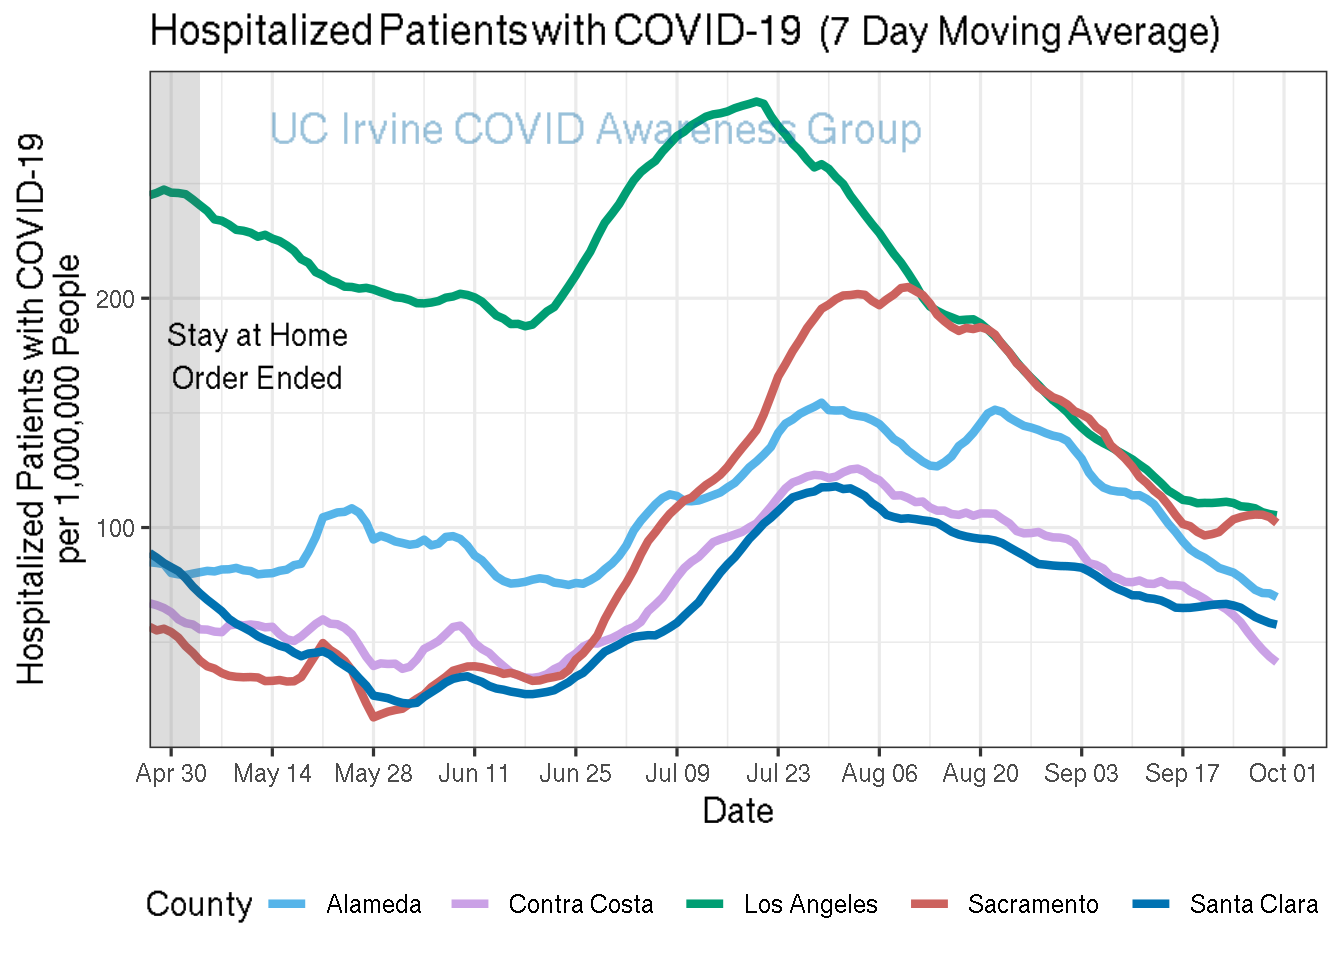 Hospitalized Patients with COVID-19 (7 Day Moving Average)
UC Irvine COVID Awareness Group
Hospitalized Patients with COVID-19
per 1,000,000 People
200
100
Stay at Home
Order Ended
Apr 30 May 14 May 28 Jun 11 Jun 25 Jul 09 Jul 23 Aug 06 Aug 20 Sep 03 Sep 17 Oct 01
Date
County Alameda Contra Costa Los Angeles Sacramento Santa Clara